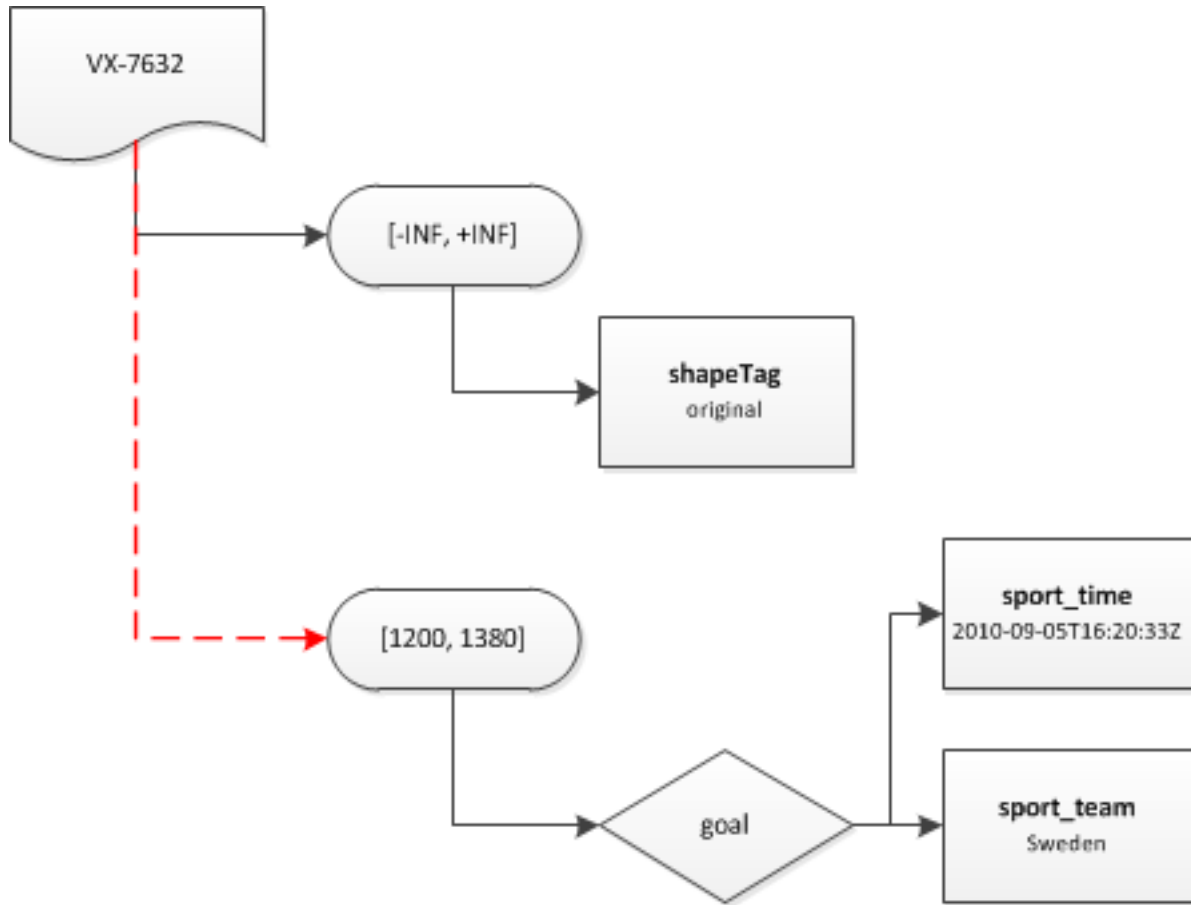 VX-7632
[-INF, +INF]
shapeTag
original
[1200, 1380]
sport_time
2010-09-05T16:20:33Z
goal
sport_team
Sweden